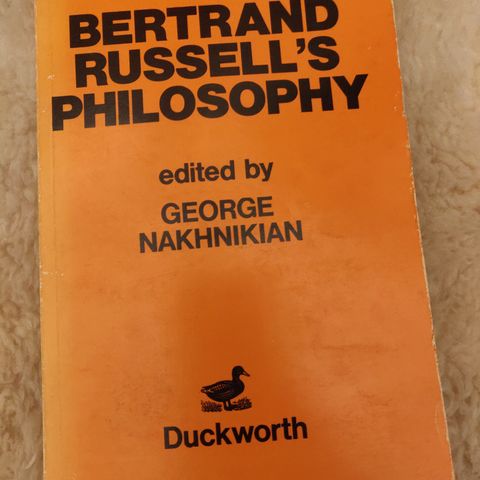 BERTRAND
RUSSELL'S
PHILOSOPHY
edited by
GEORGE
NAKHNIKIAN
Duckworth